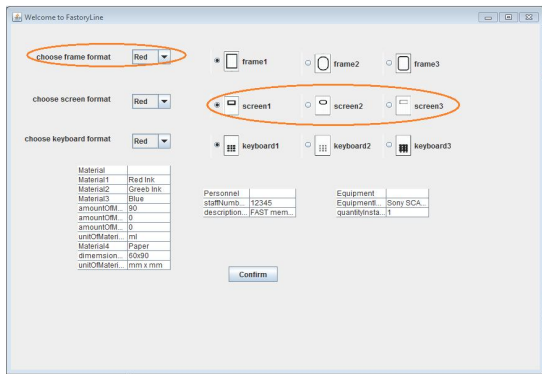 Welcome to FastoryLine
choose frame format Red frame1 frame2 frame3
choose screen format Red screen1 screen2 screen3
choose keyboard format Red keyboard1 keyboard2 keyboard3
Material
Material1 Red Ink
Material2 Greeb Ink
Material3 Blue
amountOfM... 90
amountOfM... 0
amountOfM... 0
unitOfMateri... ml
Material4 Paper
dimemsion... 60x90
unitOfMateri... mm x mm
Personnel
staffNumb... 12345
description... FAST mem...
Equipment
EquipmentI... Sony SCA...
quantityInsta... 1
Confirm